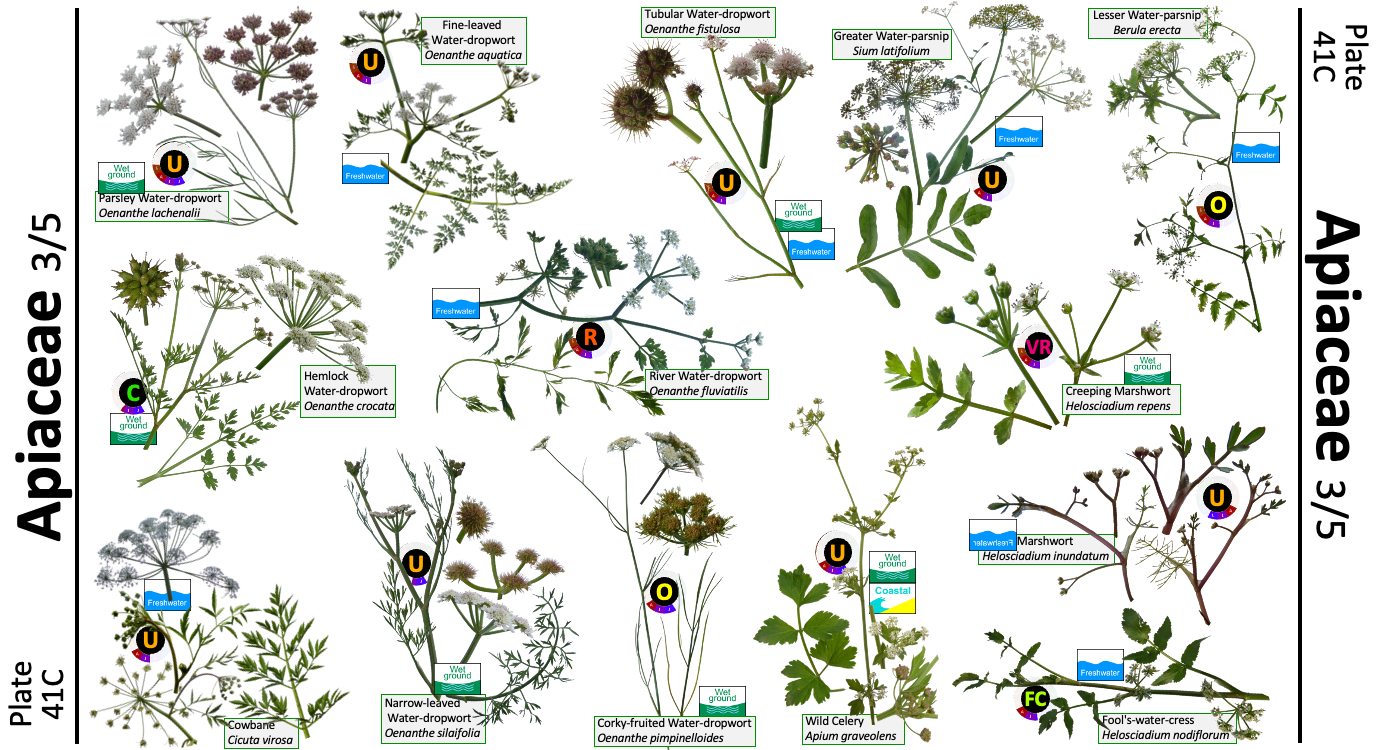 Plate
41C
Apiaceae 3/5
Parsley Water-dropwort
Oenanthe lachenalii
Wet
ground
U
Fine-leaved
Water-dropwort
Oenanthe aquatica
U
Freshwater
Tubular Water-dropwort
Oenanthe fistulosa
U
Wet
ground
Freshwater
Greater Water-parsnip
Sium latifolium
Freshwater
U
Lesser Water-parsnip
Berula erecta
Freshwater
O
Hemlock
Water-dropwort
Oenanthe crocata
C
Wet
ground
Freshwater
R
River Water-dropwort
Oenanthe fluviatilis
VR
Wet
ground
Creeping Marshwort
Helosciadium repens
Freshwater
U
Cowbane
Cicuta virosa
U
Wet
ground
Narrow-leaved
Water-dropwort
Oenanthe silaifolia
O
Wet
ground
Corky-fruited Water-dropwort
Oenanthe pimpinelloides
U
Wet
ground
Coastal
Wild Celery
Apium graveolens
U
Freshwater
Marshwort
Helosciadium inundatum
Freshwater
FC
Fool's-water-cress
Helosciadium nodiflorum
Plate
41C
Apiaceae 3/5